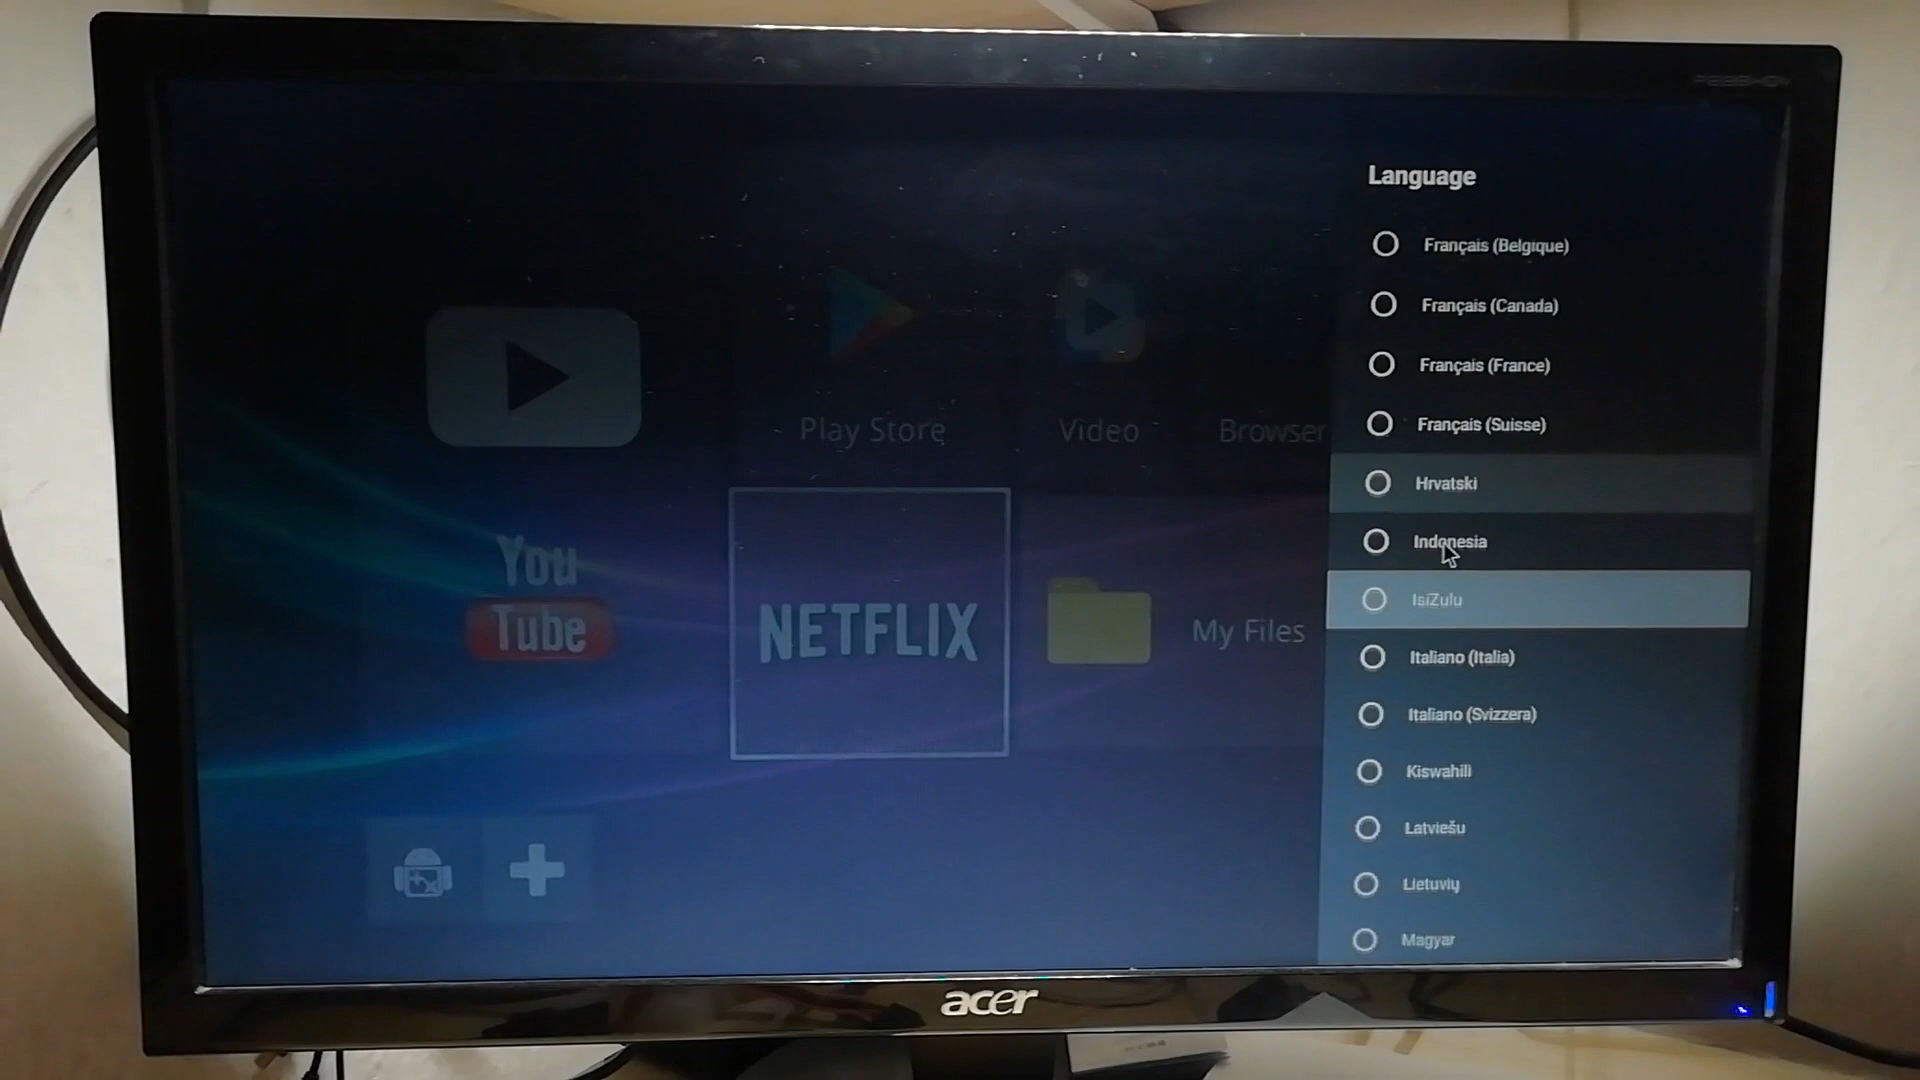 Language
Français (Belgique)
Français (Canada)
Français (France)
Français (Suisse)
Hrvatski
Indonesia
IsiZulu
Italiano (Italia)
Italiano (Svizzera)
Kiswahili
Latviešu
Lietuvių
Magyar
Play Store
Video
Browser
You
Tube
NETFLIX
My Files
acer